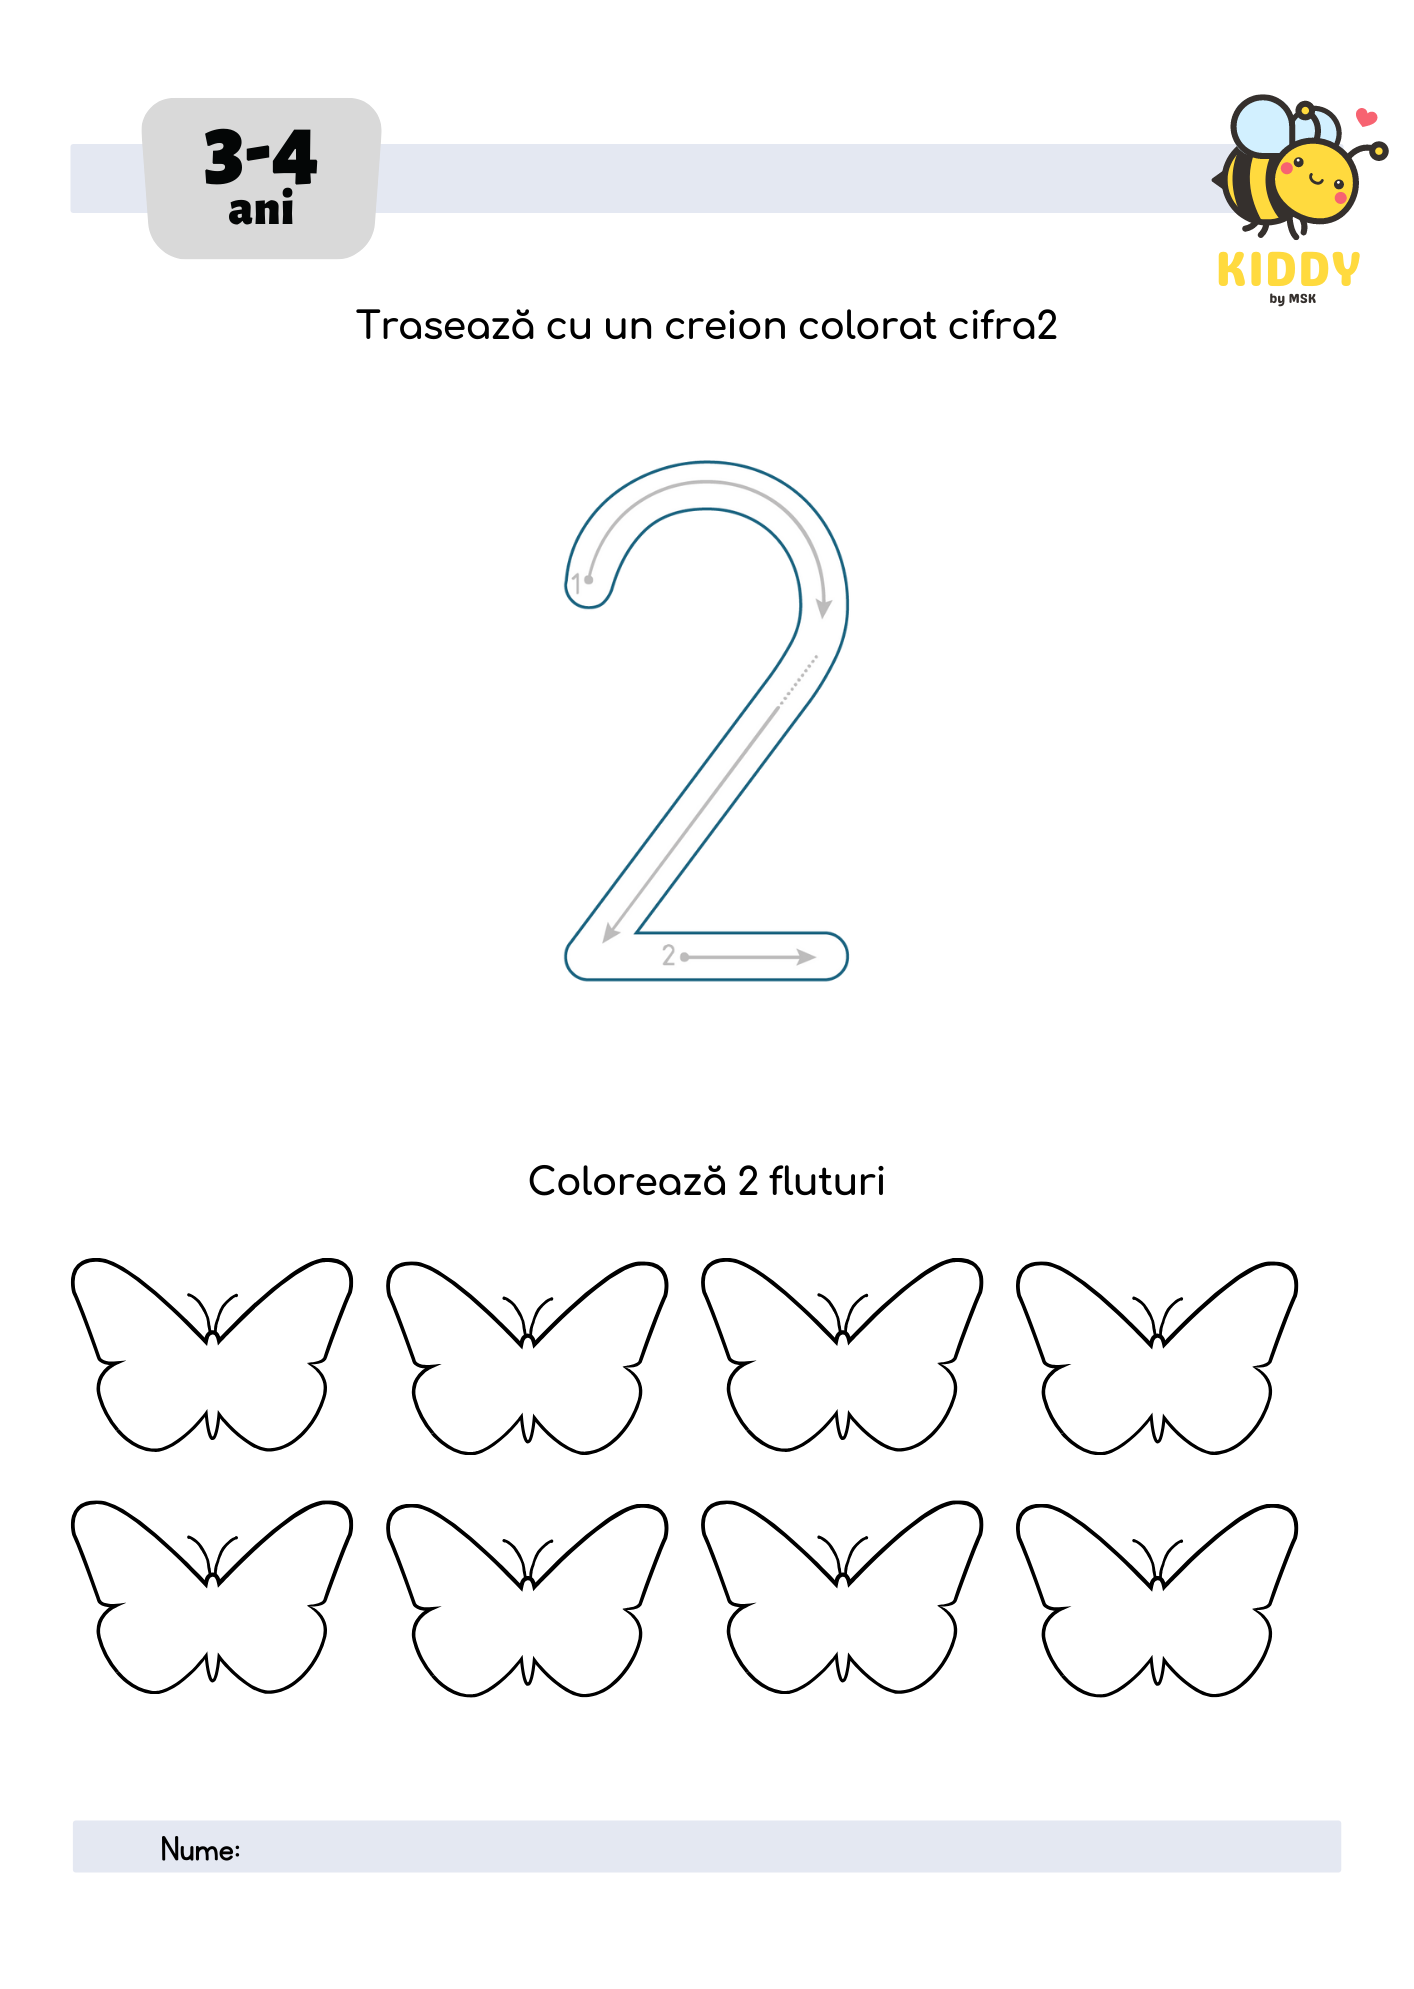 3-4
ani
KIDDY
by MSK
Trasează cu un creion colorat cifra2
1
2
Colorează 2 fluturi
Nume: